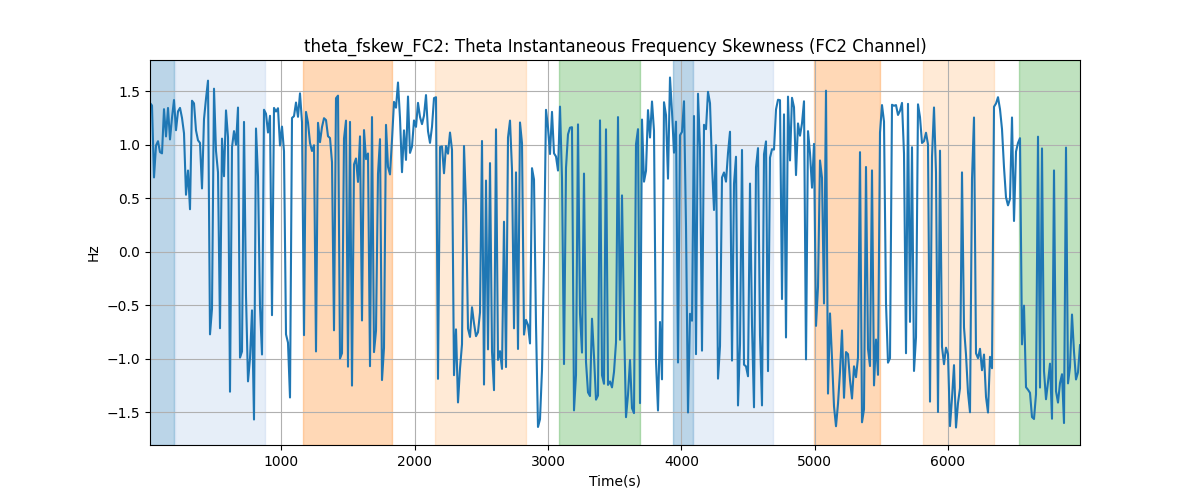 theta_fskew_FC2: Theta Instantaneous Frequency Skewness (FC2 Channel)
1.5
1.0
0.5
0.0
−0.5
−1.0
−1.5
Hz
1000 2000 3000 4000 5000 6000
Time(s)